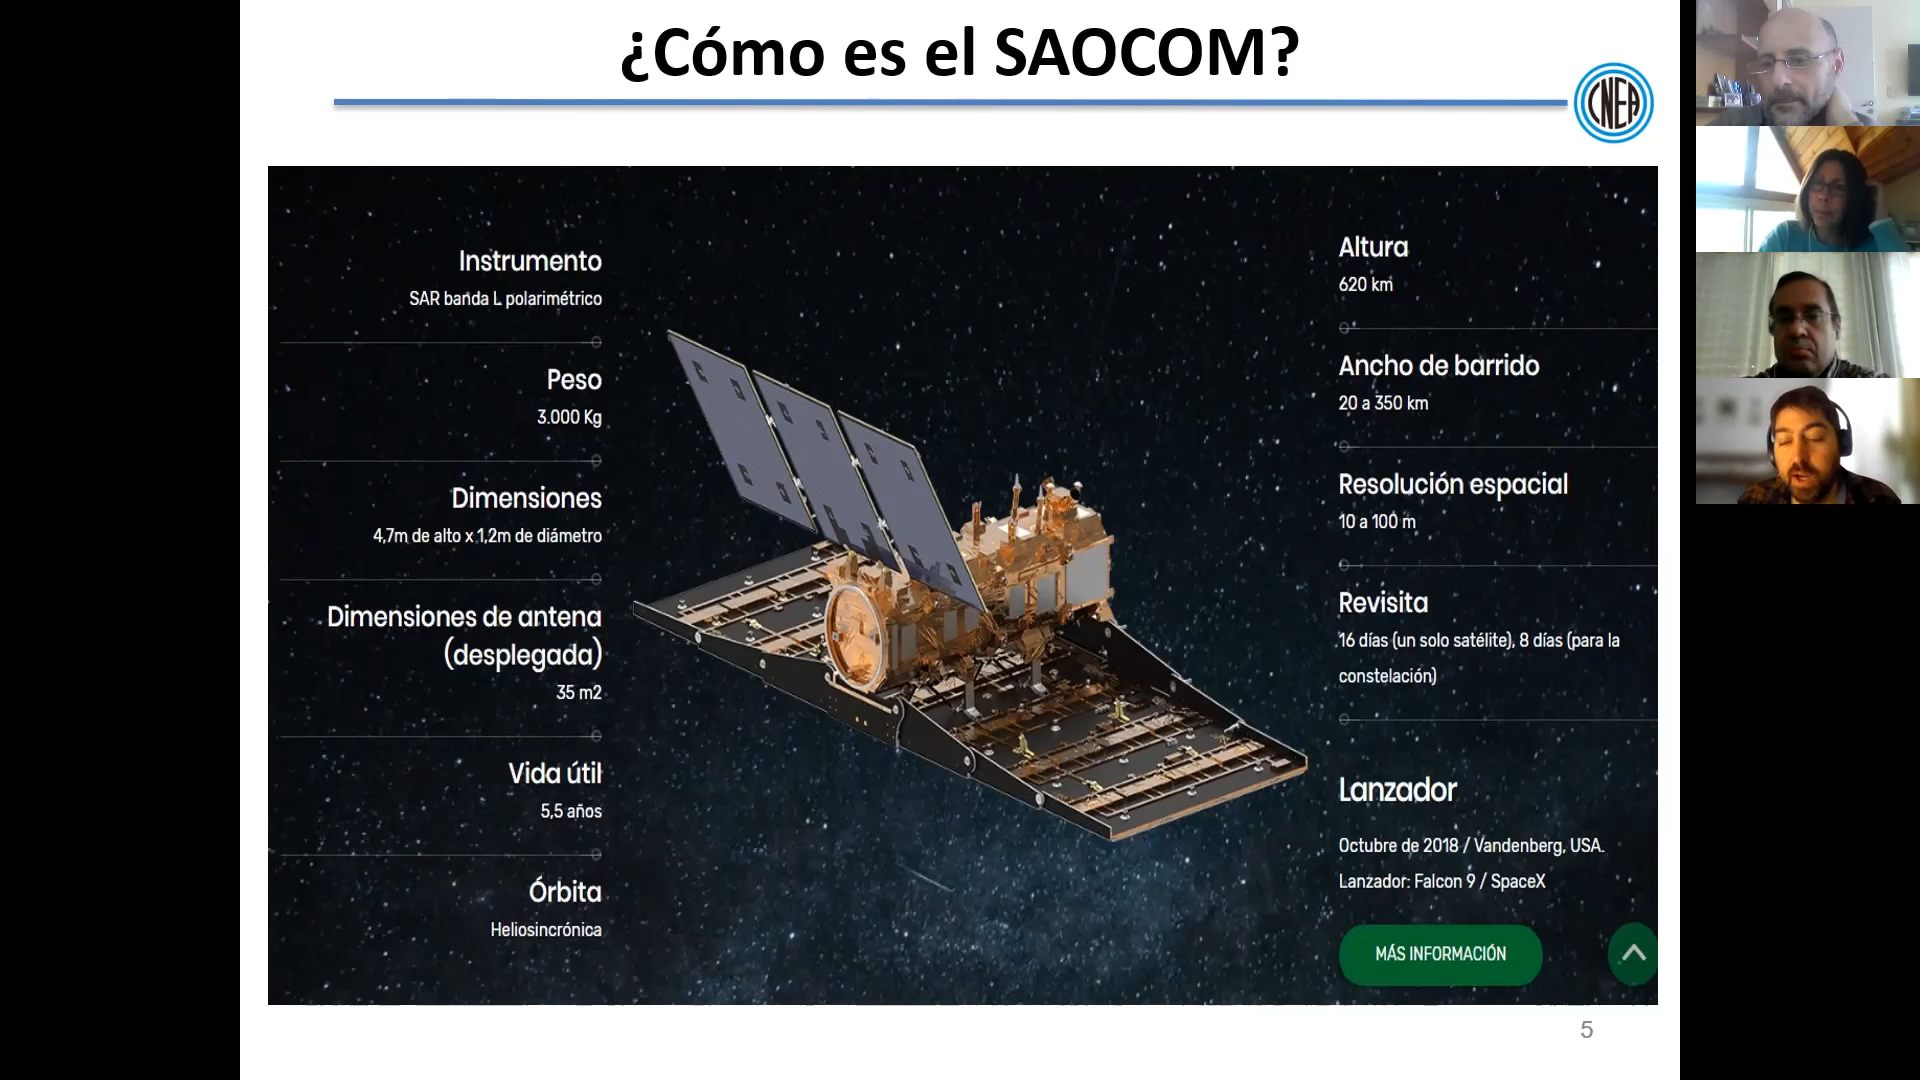 ¿Cómo es el SAOCOM?
CNEA
Instrumento
SAR banda L polarimétrico
Peso
3.000 Kg
Dimensiones
4,7m de alto x 1,2m de diámetro
Dimensiones de antena
(desplegada)
35 m2
Vida útil
5,5 años
Órbita
Heliosincrónica
Altura
620 km
Ancho de barrido
20 a 350 km
Resolución espacial
10 a 100 m
Revisita
16 días (un solo satélite), 8 días (para la
constelación)
Lanzador
Octubre de 2018 / Vandenberg, USA.
Lanzador: Falcon 9 / SpaceX
MÁS INFORMACIÓN
5